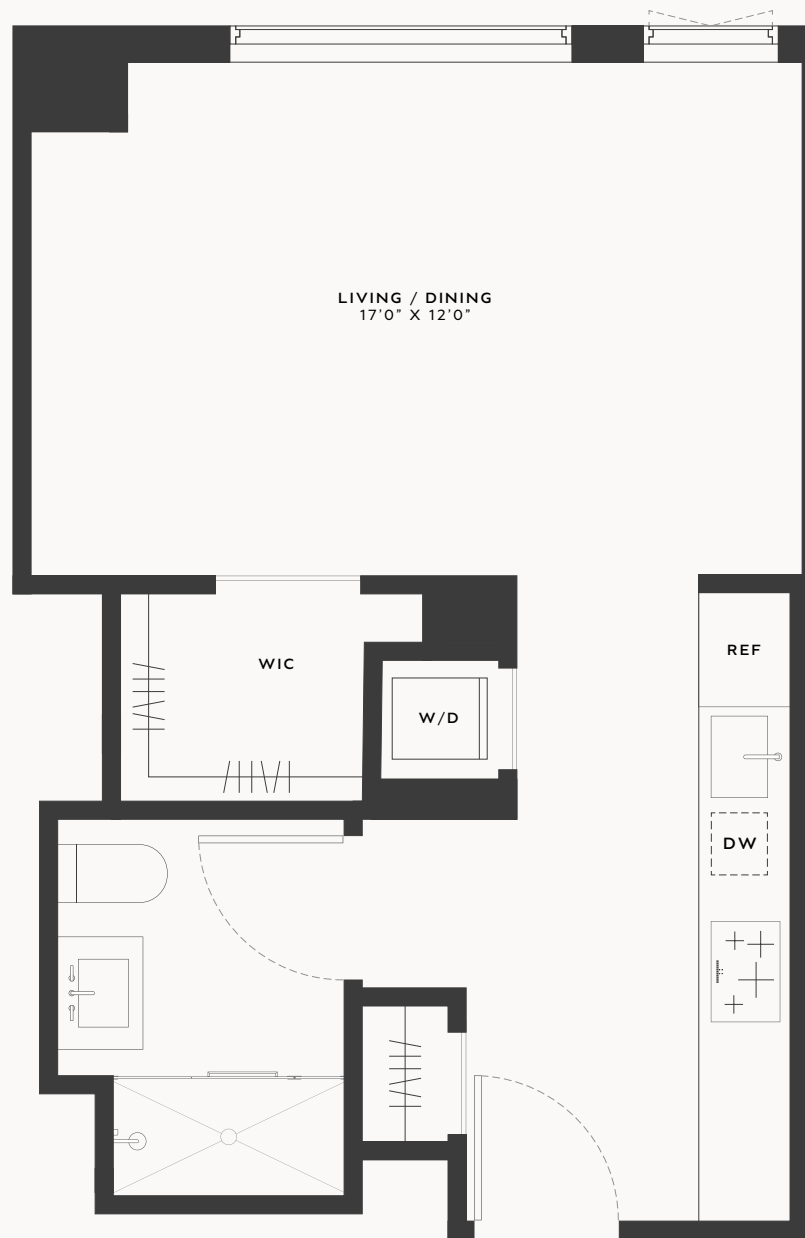 LIVING / DINING
17’0” X 12’0”
WIC
REF
W/D
DW